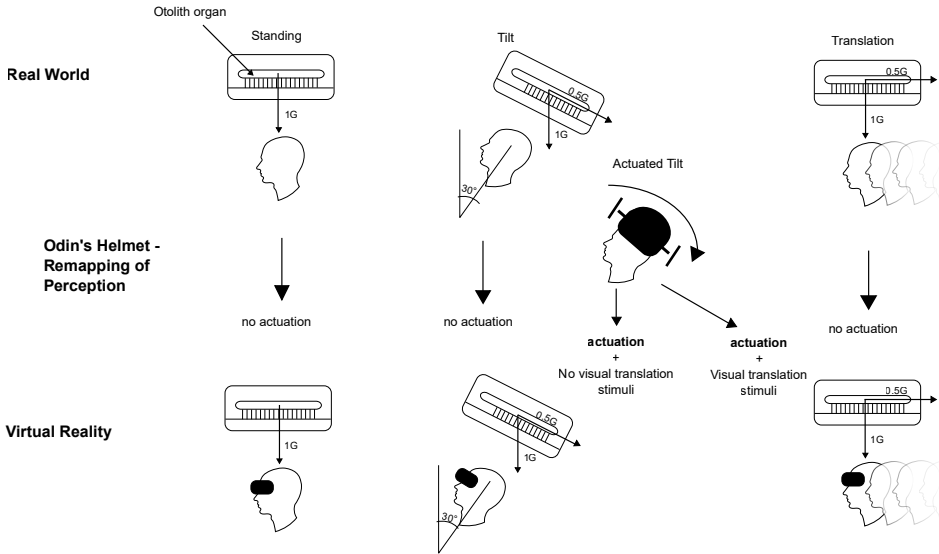 Otolith organ
Standing
Tilt
Translation
Real World
0.5G
0.5G
1G
1G
1G
30°
Actuated Tilt
Odin's Helmet -
Remapping of
Perception
no actuation
no actuation
no actuation
actuation
+
No visual translation
stimuli
actuation
+
Visual translation
stimuli
Virtual Reality
0.5G
0.5G
1G
1G
1G
30°